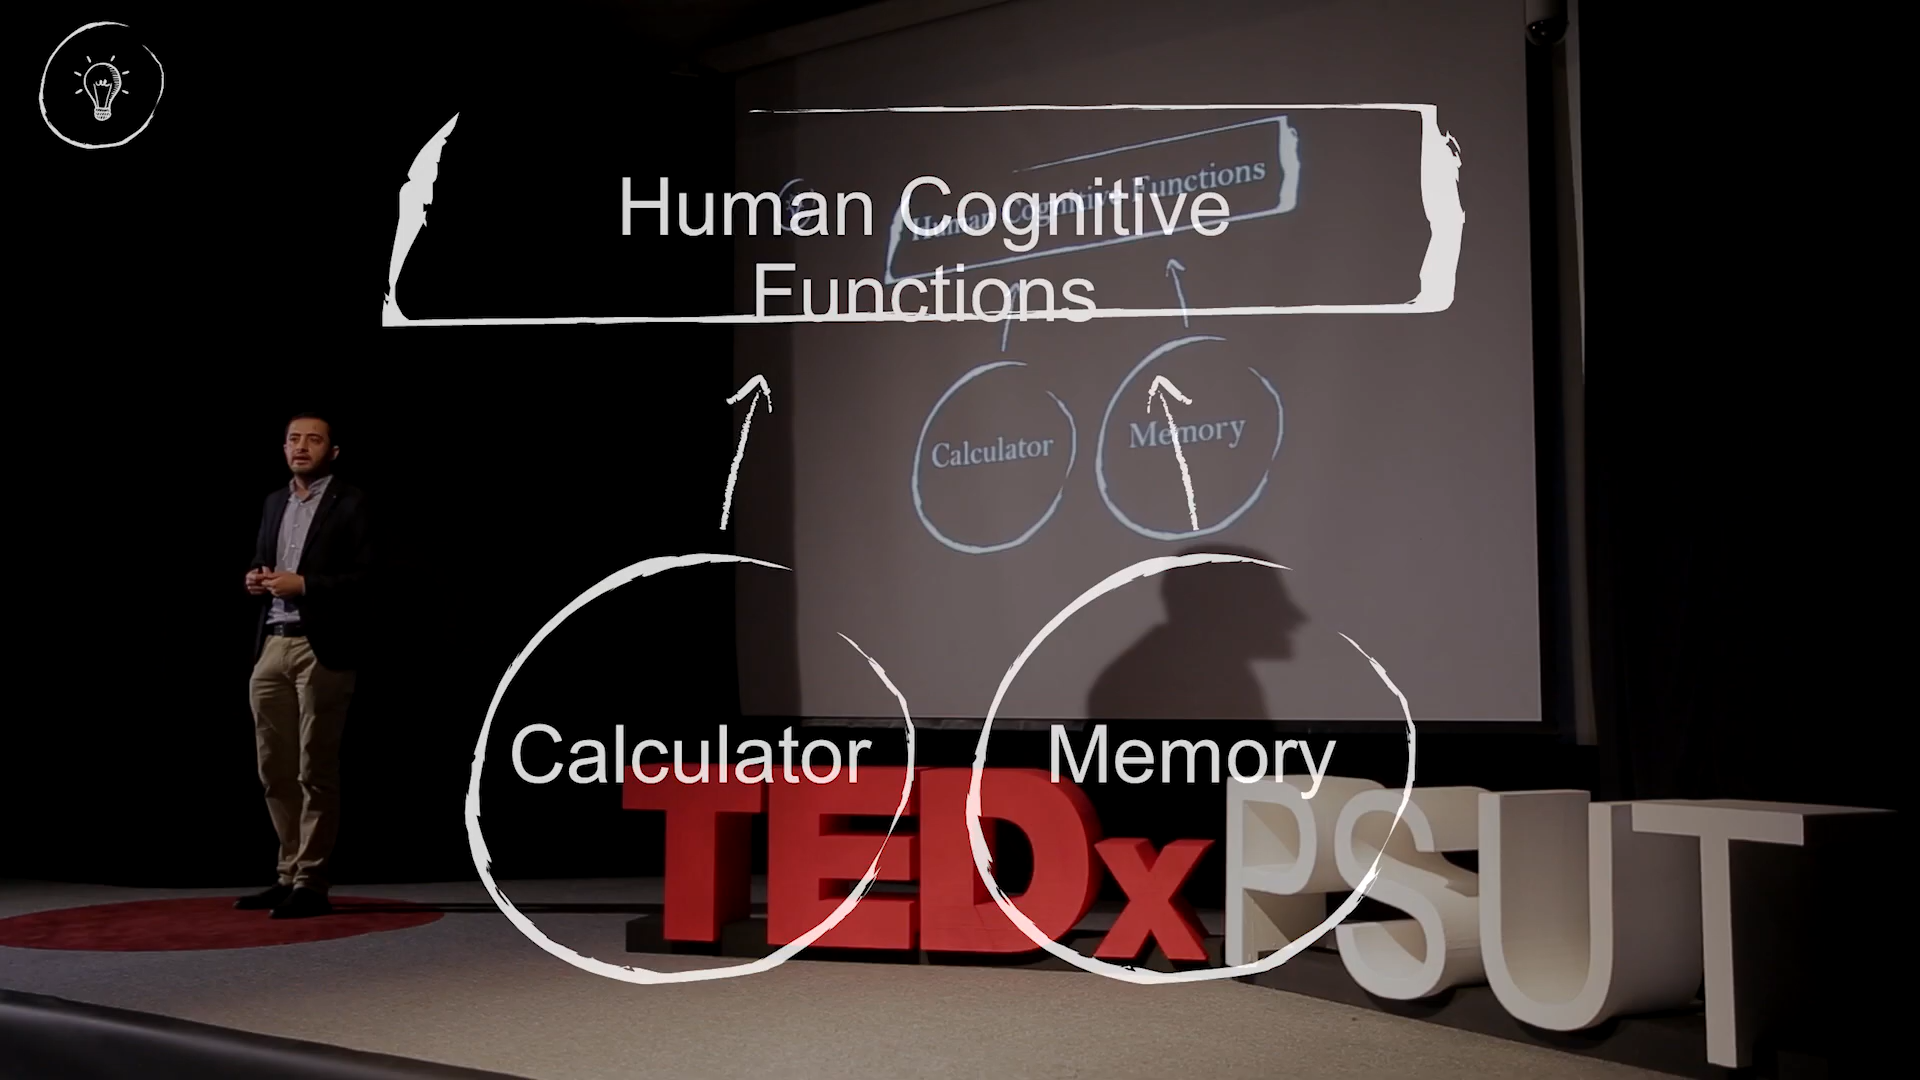 Human Cognitive
Functions
Human Cognitive Functions
Calculator
Memory
Calculator
Memory
TEDxPSUT